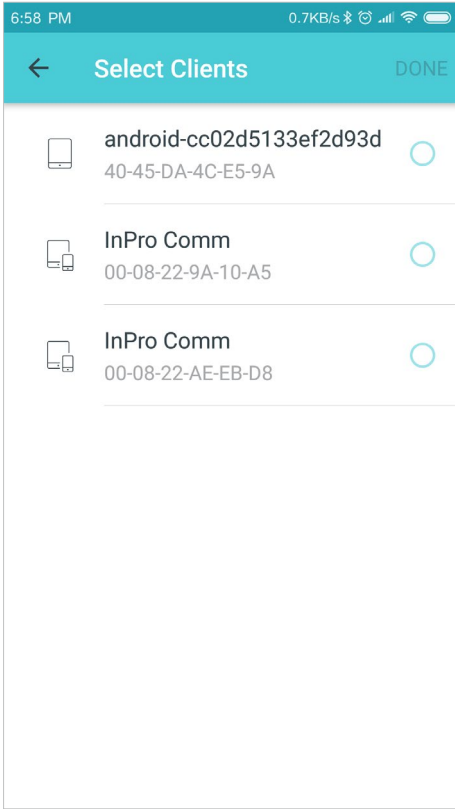 6:58 PM 0.7KB/s
Select Clients DONE
android-cc02d5133ef2d93d
40-45-DA-4C-E5-9A
InPro Comm
00-08-22-9A-10-A5
InPro Comm
00-08-22-AE-EB-D8